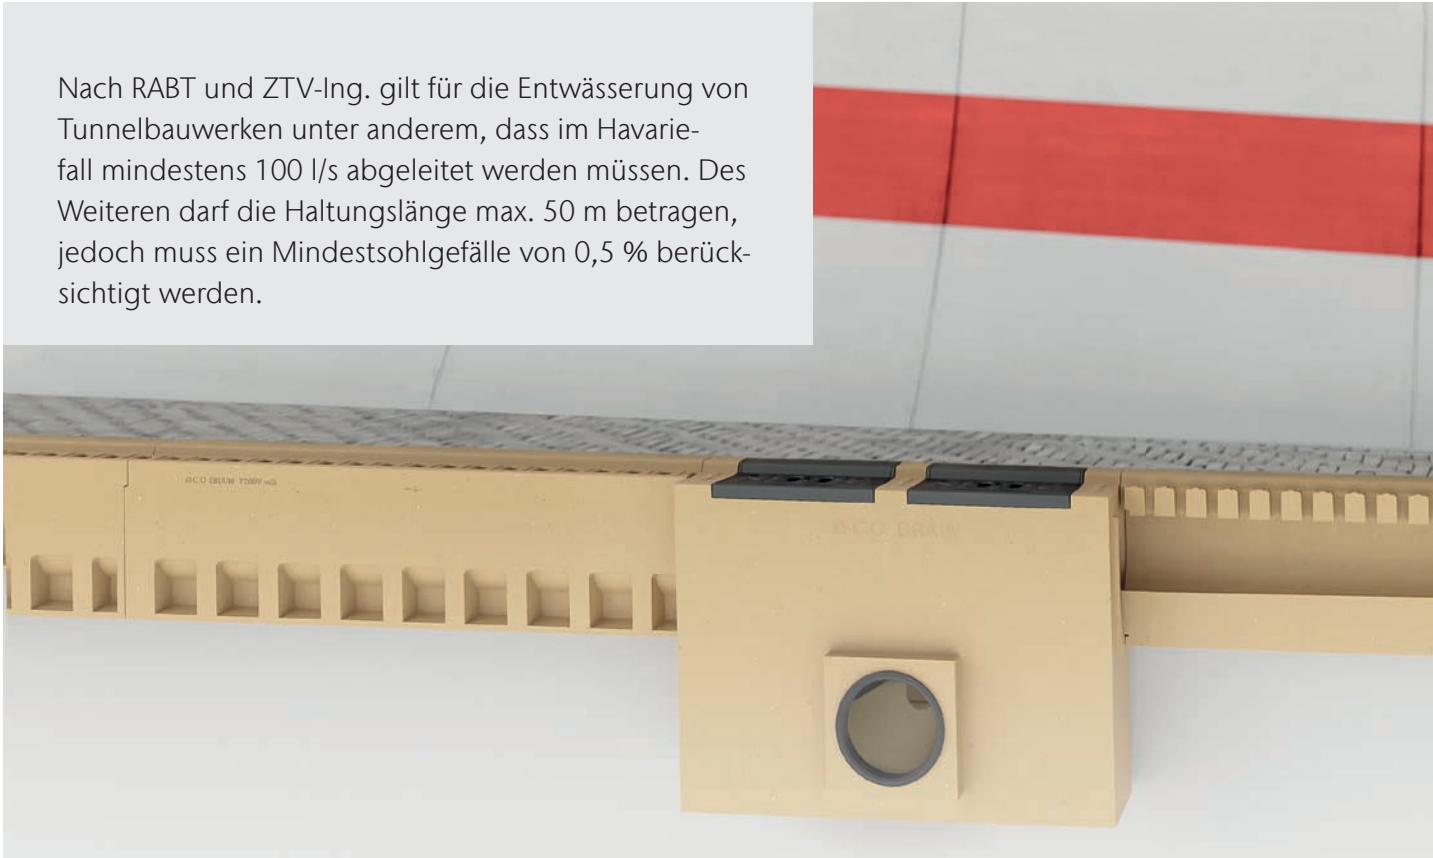 Nach RABT und ZTV-Ing. gilt für die Entwässerung von
Tunnelbauwerken unter anderem, dass im Havarie-
fall mindestens 100 l/s abgeleitet werden müssen. Des
Weiteren darf die Haltungslänge max. 50 m betragen,
jedoch muss ein Mindestsohlgefälle von 0,5 % berück-
sichtigt werden.
ACO DRAIN